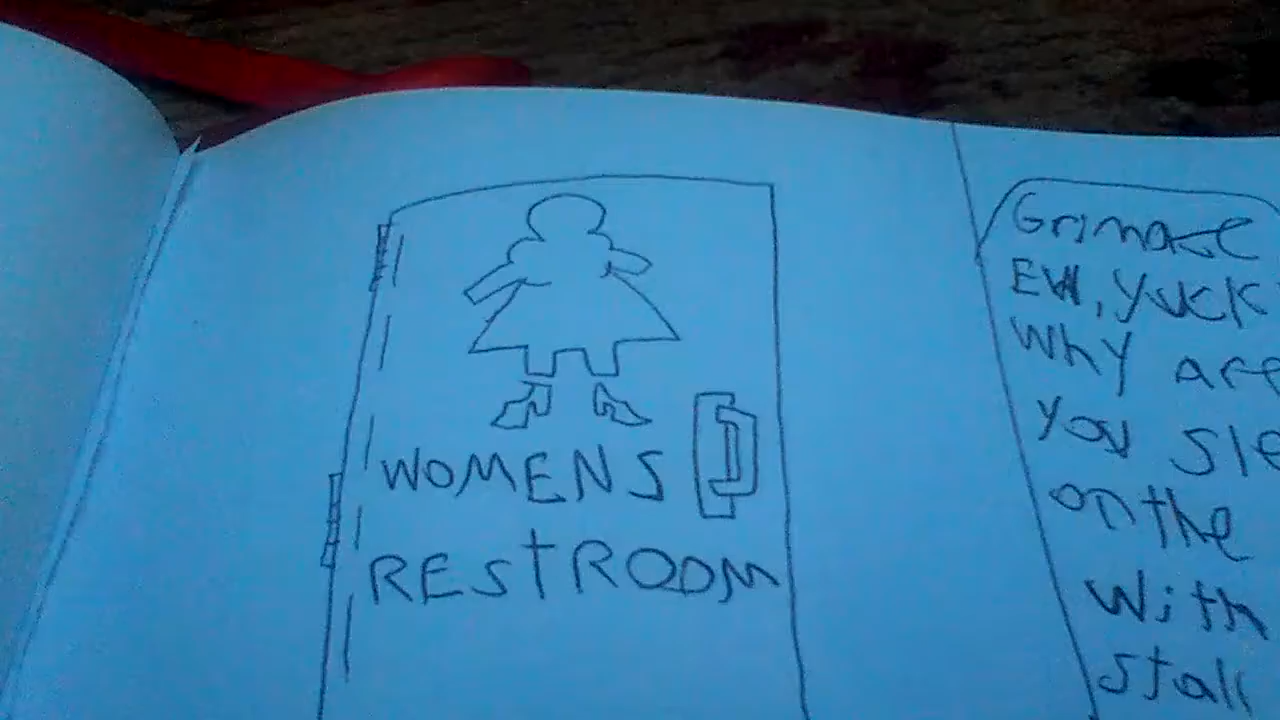 WOMENS
RESTROOM
Grimace
EW, YUCK
Why are
you sle
on the
with
stall